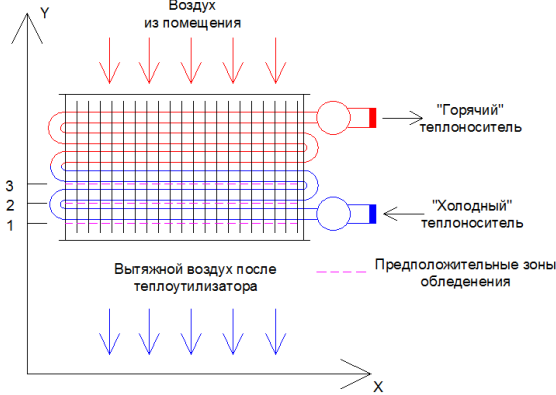 Воздух
из помещения
Y
"Горячий"
теплоноситель
3
2
1
"Холодный"
теплоноситель
Вытяжной воздух после
теплоутилизатора
Предположительные зоны
обледенения
X